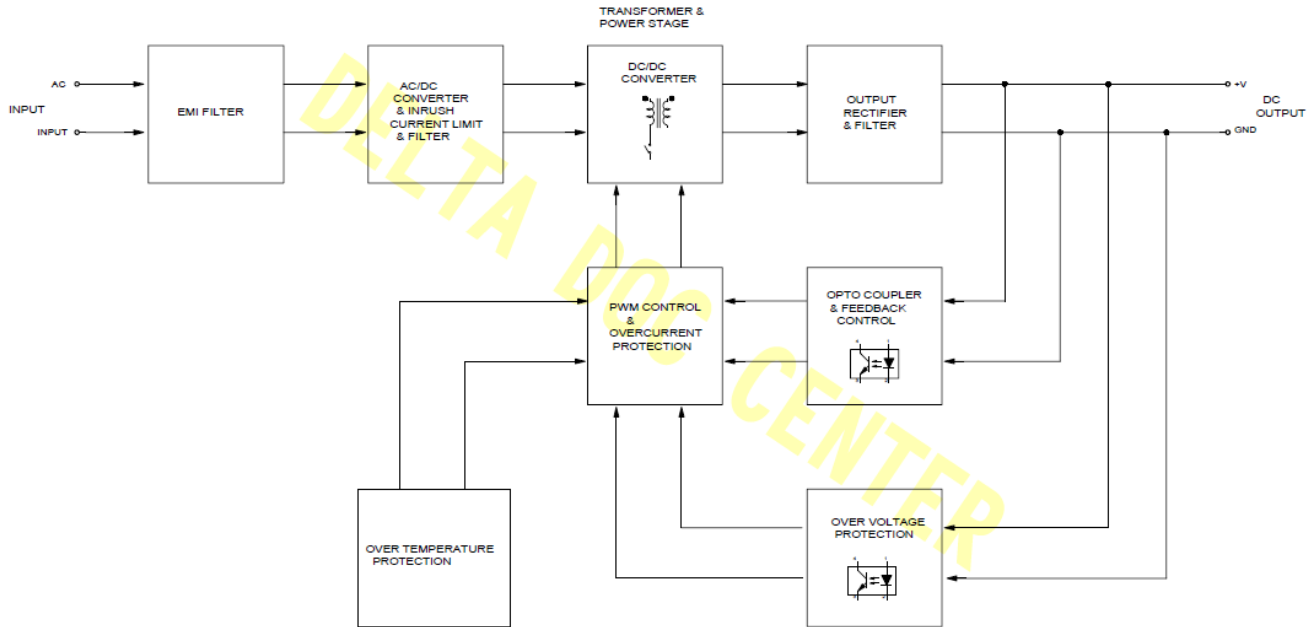 TRANSFORMER &
POWER STAGE
AC
INPUT
INPUT
EMI FILTER
AC/DC
CONVERTER
& INRUSH
CURRENT LIMIT
& FILTER
DC/DC
CONVERTER
OUTPUT
RECTIFIER
& FILTER
+V
DC
OUTPUT
GND
PWM CONTROL
&
OVERCURRENT
PROTECTION
OPTO COUPLER
& FEEDBACK
CONTROL
OVER TEMPERATURE
PROTECTION
OVER VOLTAGE
PROTECTION
DELTA DOC CENTER